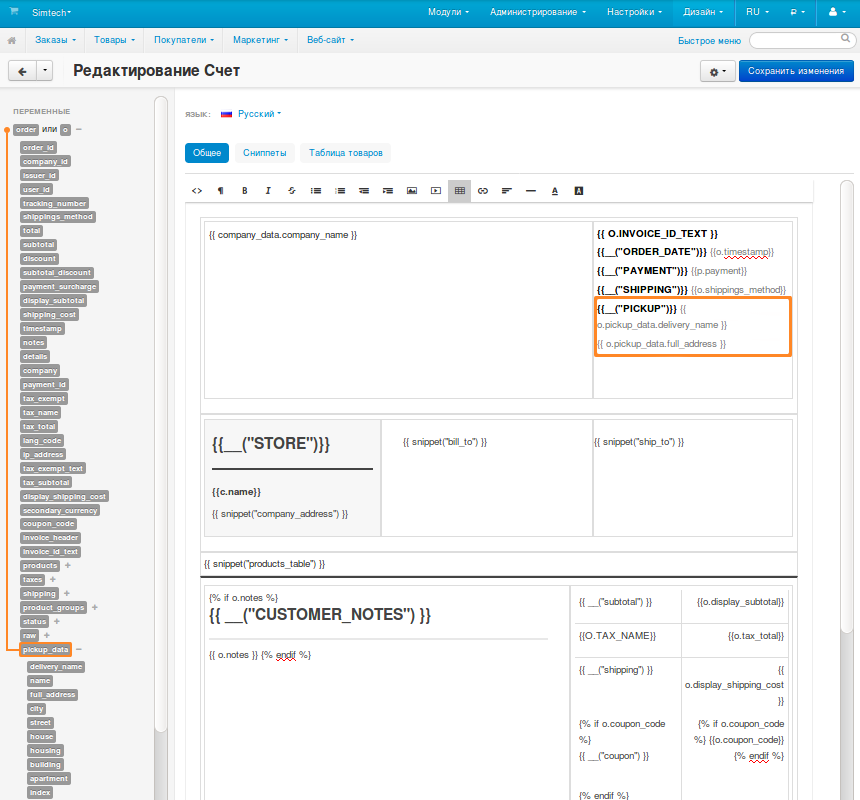 Simtech
Модули Администрирование Настройки Дизайн RU ₽
Заказы Товары Покупатели Маркетинг Веб-сайт Быстрое меню
Редактирование Счет Сохранить изменения
ПЕРЕМЕННЫЕ
order или o −
order_id
company_id
issuer_id
user_id
tracking_number
shippings_method
total
subtotal
discount
subtotal_discount
payment_surcharge
display_subtotal
shipping_cost
timestamp
notes
details
company
payment_id
tax_exempt
tax_name
tax_total
lang_code
ip_address
tax_exempt_text
tax_subtotal
display_shipping_cost
secondary_currency
coupon_code
invoice_header
invoice_id_text
products +
taxes +
shipping +
product_groups +
status +
raw +
pickup_data −
delivery_name
name
full_address
city
street
house
housing
building
apartment
index
ЯЗЫК: Русский
Общее Сниппеты Таблица товаров
{{ company_data.company_name }}
{{ O.INVOICE_ID_TEXT }}
{{__("ORDER_DATE")}} {{o.timestamp}}
{{__("PAYMENT")}} {{p.payment}}
{{__("SHIPPING")}} {{o.shippings_method}}
{{__("PICKUP")}} {{
o.pickup_data.delivery_name }}
{{ o.pickup_data.full_address }}
{{__("STORE")}}
{{c.name}}
{{ snippet("company_address") }}
{{ snippet("bill_to") }}
{{ snippet("ship_to") }}
{{ snippet("products_table") }}
{% if o.notes %}
{{ __("CUSTOMER_NOTES") }}
{{ o.notes }} {% endif %}
{{ __("subtotal") }} {{o.display_subtotal}}
{{O.TAX_NAME}} {{o.tax_total}}
{{ __("shipping") }} {{
o.display_shipping_cost
}}
{% if o.coupon_code {% if o.coupon_code
%} %} {{o.coupon_code}}
{{ __("coupon") }} {% endif %}
{% endif %}